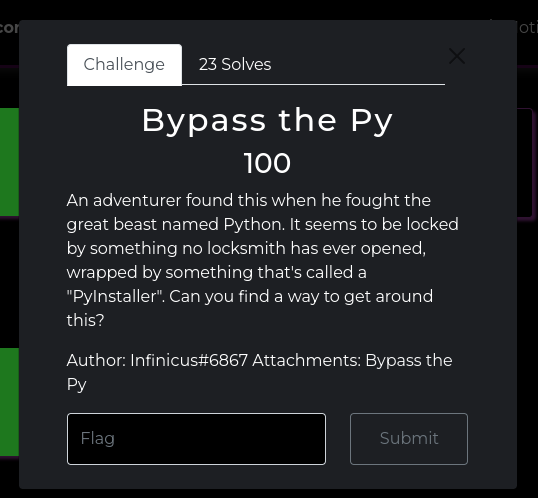 Challenge
23 Solves
Bypass the Py
100
An adventurer found this when he fought the
great beast named Python. It seems to be locked
by something no locksmith has ever opened,
wrapped by something that's called a
"PyInstaller". Can you find a way to get around
this?
Author: Infinicus#6867 Attachments: Bypass the
Py
Flag
Submit